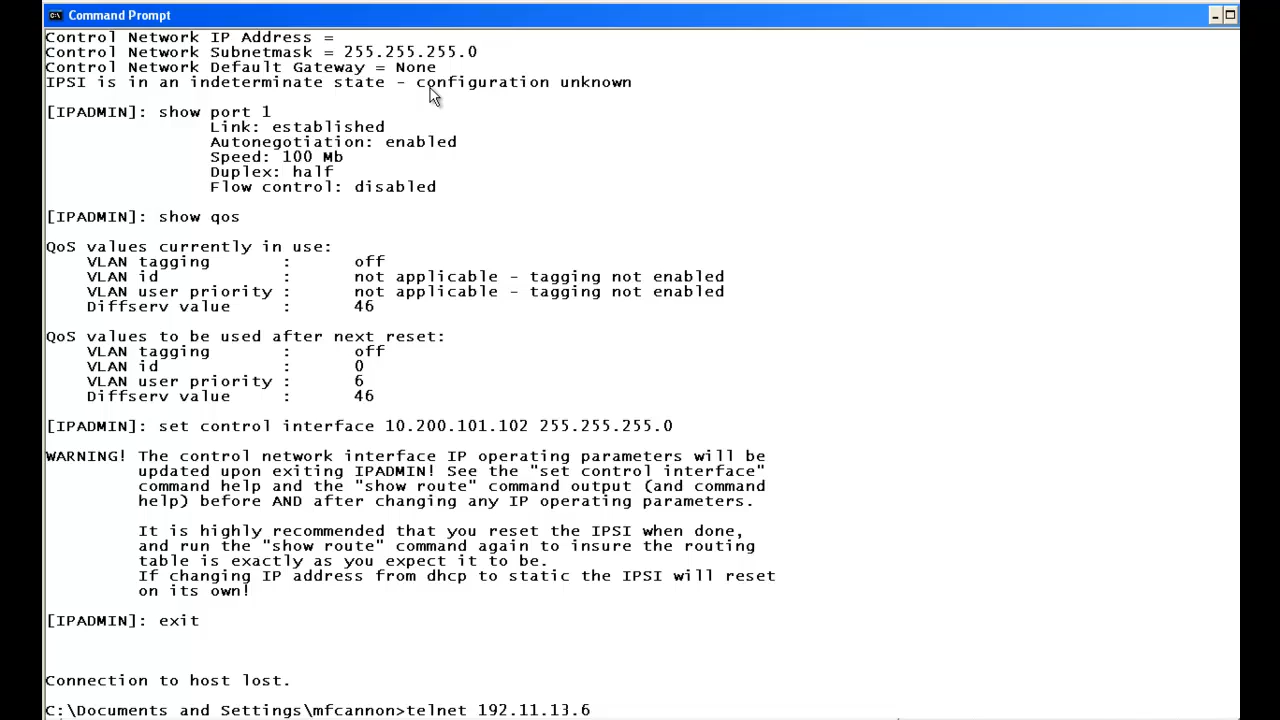 Command Prompt
Control Network IP Address =
Control Network Subnetmask = 255.255.255.0
Control Network Default Gateway = None
IPSI is in an indeterminate state - configuration unknown
[IPADMIN]: show port 1
Link: established
Autonegotiation: enabled
Speed: 100 Mb
Duplex: half
Flow control: disabled
[IPADMIN]: show qos
QoS values currently in use:
VLAN tagging : off
VLAN id : not applicable - tagging not enabled
VLAN user priority : not applicable - tagging not enabled
Diffserv value : 46
QoS values to be used after next reset:
VLAN tagging : off
VLAN id : 0
VLAN user priority : 6
Diffserv value : 46
[IPADMIN]: set control interface 10.200.101.102 255.255.255.0
WARNING! The control network interface IP operating parameters will be
updated upon exiting IPADMIN! See the "set control interface"
command help and the "show route" command output (and command
help) before AND after changing any IP operating parameters.
It is highly recommended that you reset the IPSI when done,
and run the "show route" command again to insure the routing
table is exactly as you expect it to be.
If changing IP address from dhcp to static the IPSI will reset
on its own!
[IPADMIN]: exit
Connection to host lost.
C:\Documents and Settings\mfcannon>telnet 192.11.13.6